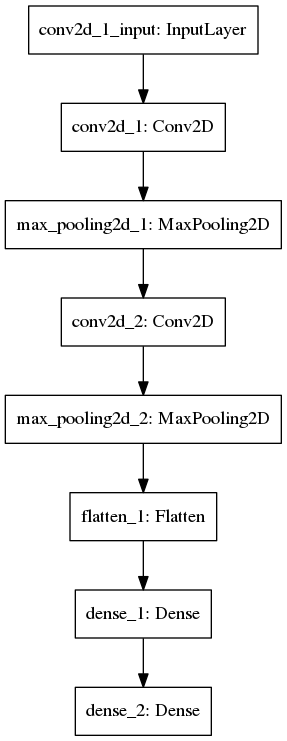 conv2d_1_input: InputLayer
conv2d_1: Conv2D
max_pooling2d_1: MaxPooling2D
conv2d_2: Conv2D
max_pooling2d_2: MaxPooling2D
flatten_1: Flatten
dense_1: Dense
dense_2: Dense